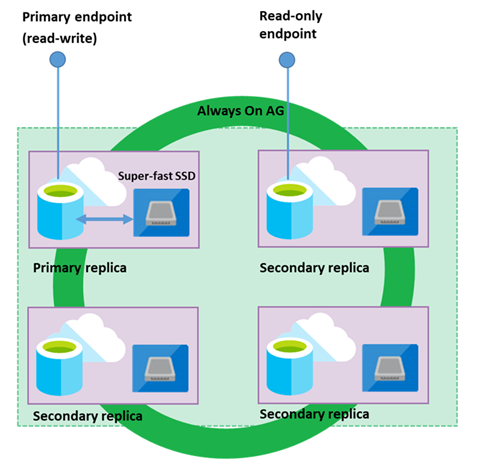 Primary endpoint
(read-write)
Read-only
endpoint
Always On AG
Super-fast SSD
Primary replica
Secondary replica
Secondary replica
Secondary replica